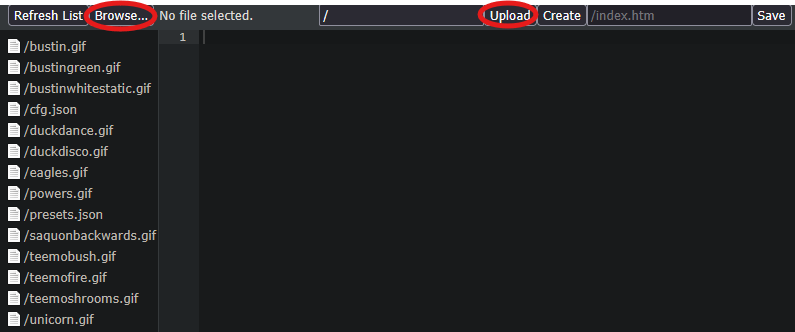 Refresh List Browse... No file selected. / Upload Create /index.htm Save
1
/bustin.gif
/bustingreen.gif
/bustinwhitestatic.gif
/cfg.json
/duckdance.gif
/duckdisco.gif
/eagles.gif
/powers.gif
/presets.json
/saquonbackwards.gif
/teemobush.gif
/teemofire.gif
/teemoshrooms.gif
/unicorn.gif